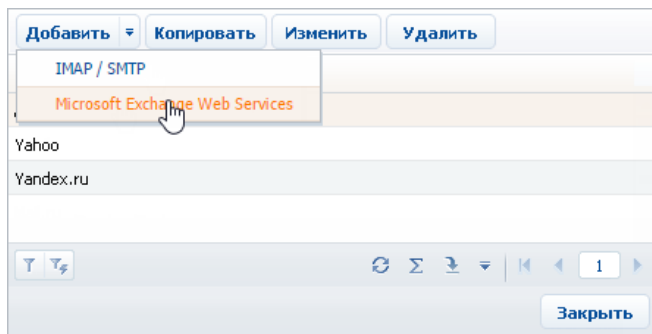 Добавить Копировать Изменить Удалить
IMAP / SMTP
Microsoft Exchange Web Services
Yahoo
Yandex.ru
1
Закрыть